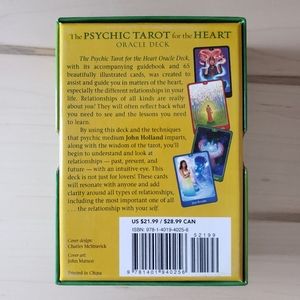 The PSYCHIC TAROT for the HEART
ORACLE DECK
The Psychic Tarot for the Heart Oracle Deck,
with its accompanying guidebook and 65
beautifully illustrated cards, was created to
assist and guide you in matters of the heart,
especially the different relationships in your
life. Relationships of all kinds are really
about you! They will often reflect back what
you need to see and the lessons you need
to learn.
By using this deck and the techniques
that psychic medium John Holland imparts,
along with the wisdom of the tarot, you'll
begin to understand and look at
relationships — past, present, and
future — with an intuitive eye. This
deck is not just for lovers! These cards
will resonate with anyone and add
clarity around all types of relationships,
including the most important one of all
. . . the relationship with your self.
US $21.99 / $28.99 CAN
ISBN: 978-1-4019-4025-6
52199
9 781401 940256
Cover design:
Charles McStravick
Cover art:
John Matson
Printed in China